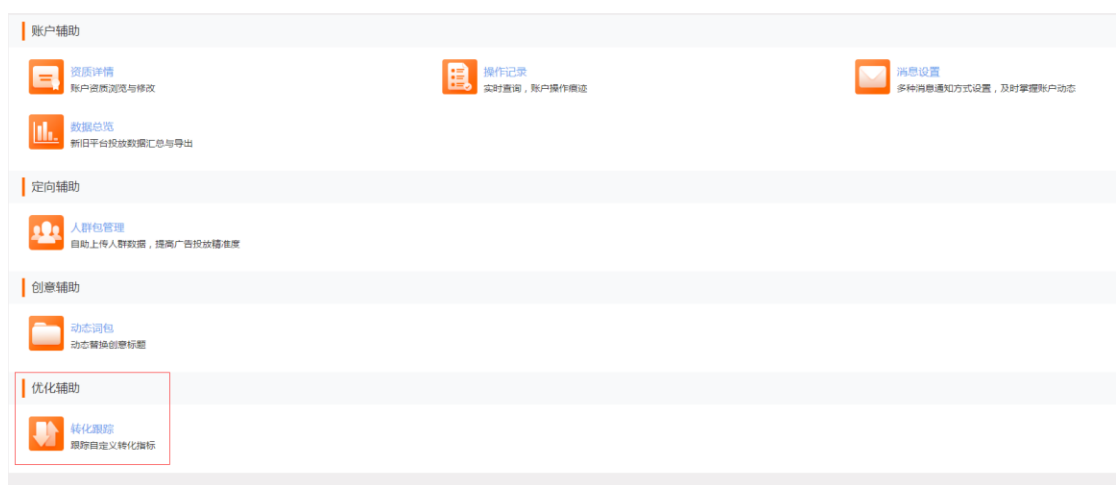 账户辅助
资质详情
账户资质浏览与修改
操作记录
实时查询，账户操作痕迹
消息设置
多种消息通知方式设置，及时掌握账户动态
数据总览
新旧平台投放数据汇总与导出
定向辅助
人群包管理
自助上传人群数据，提高广告投放精准度
创意辅助
动态词包
动态替换创意标题
优化辅助
转化跟踪
跟踪自定义转化指标